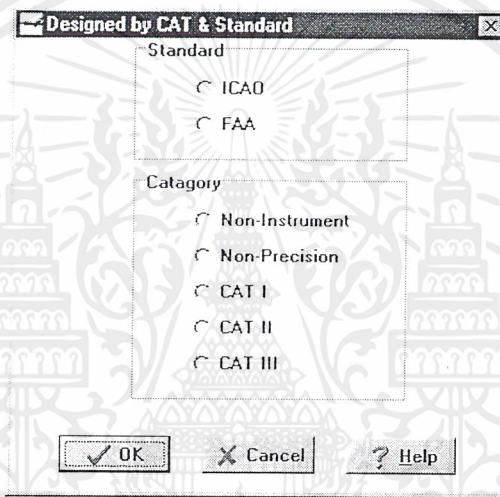 Designed by CAT & Standard
Standard
ICAO
FAA
Catagory
Non-Instrument
Non-Precision
CAT I
CAT II
CAT III
OK
Cancel
? Help